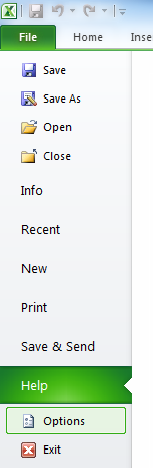 File Home Inse
Save
Save As
Open
Close
Info
Recent
New
Print
Save & Send
Help
Options
Exit